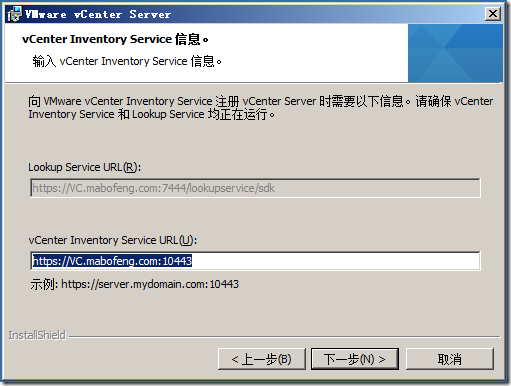 VMware vCenter Server
vCenter Inventory Service 信息。
输入 vCenter Inventory Service 信息。
向 VMware vCenter Inventory Service 注册 vCenter Server 时需要以下信息。请确保 vCenter
Inventory Service 和 Lookup Service 均正在运行。
Lookup Service URL(R):
https://VC.mabofeng.com:7444/lookupservice/sdk
vCenter Inventory Service URL(U):
https://VC.mabofeng.com:10443
示例: https://server.mydomain.com:10443
InstallShield
< 上一步(B) 下一步(N) > 取消